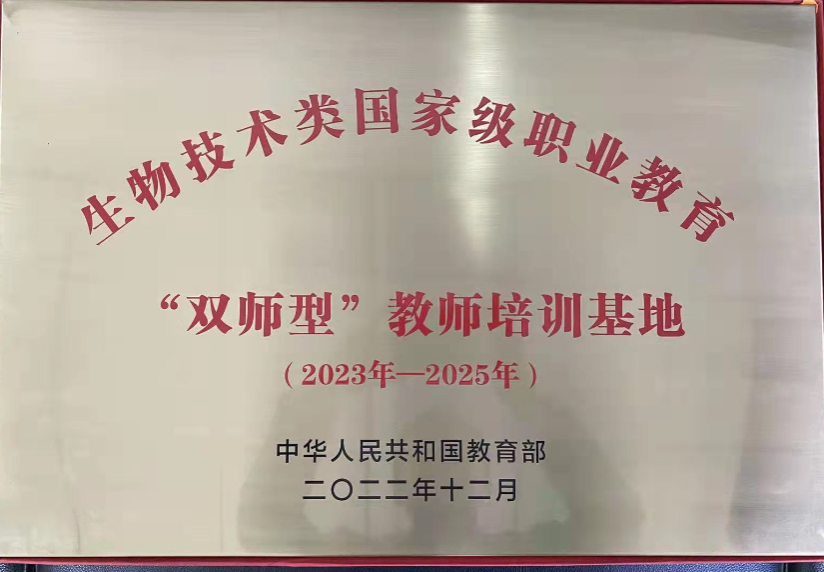 生物技术类国家级职业教育
“双师型”教师培训基地
（2023年—2025年）
中华人民共和国教育部
二〇二二年十二月